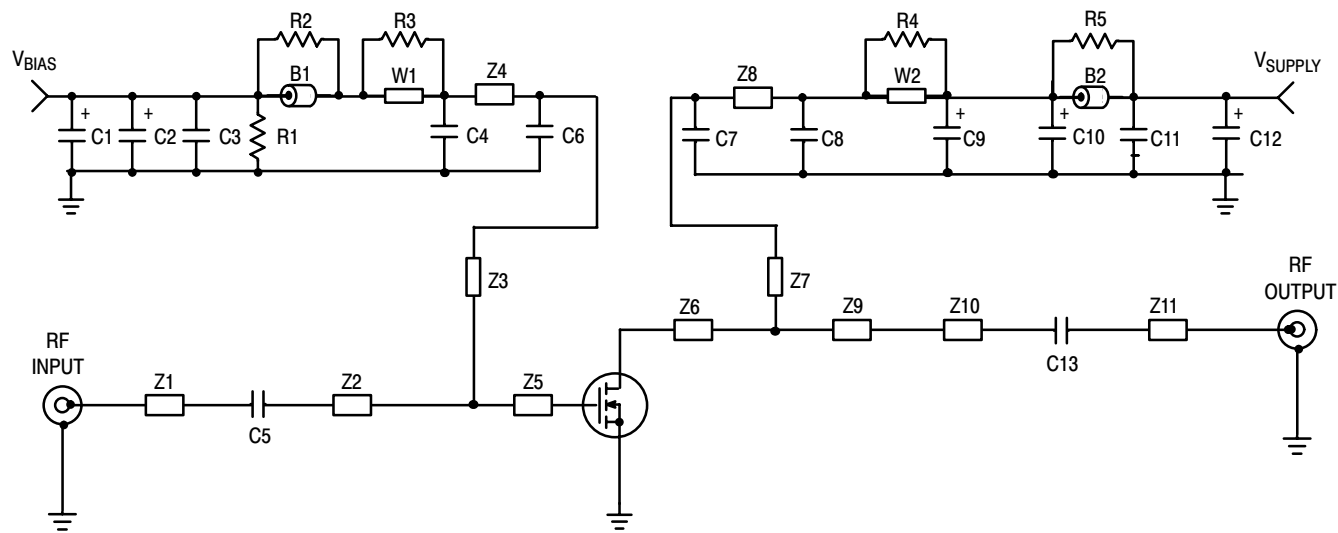 R2 R3 R4 R5
VBIAS B1 W1 Z4 Z8 W2 B2 VSUPPLY
+ + + + +
C1 C2 C3 R1 C4 C6 C7 C8 C9 C10 C11 C12
Z3 Z7
RF
OUTPUT
Z6 Z9 Z10 Z11
C13
RF
INPUT
Z1 Z2 Z5
C5